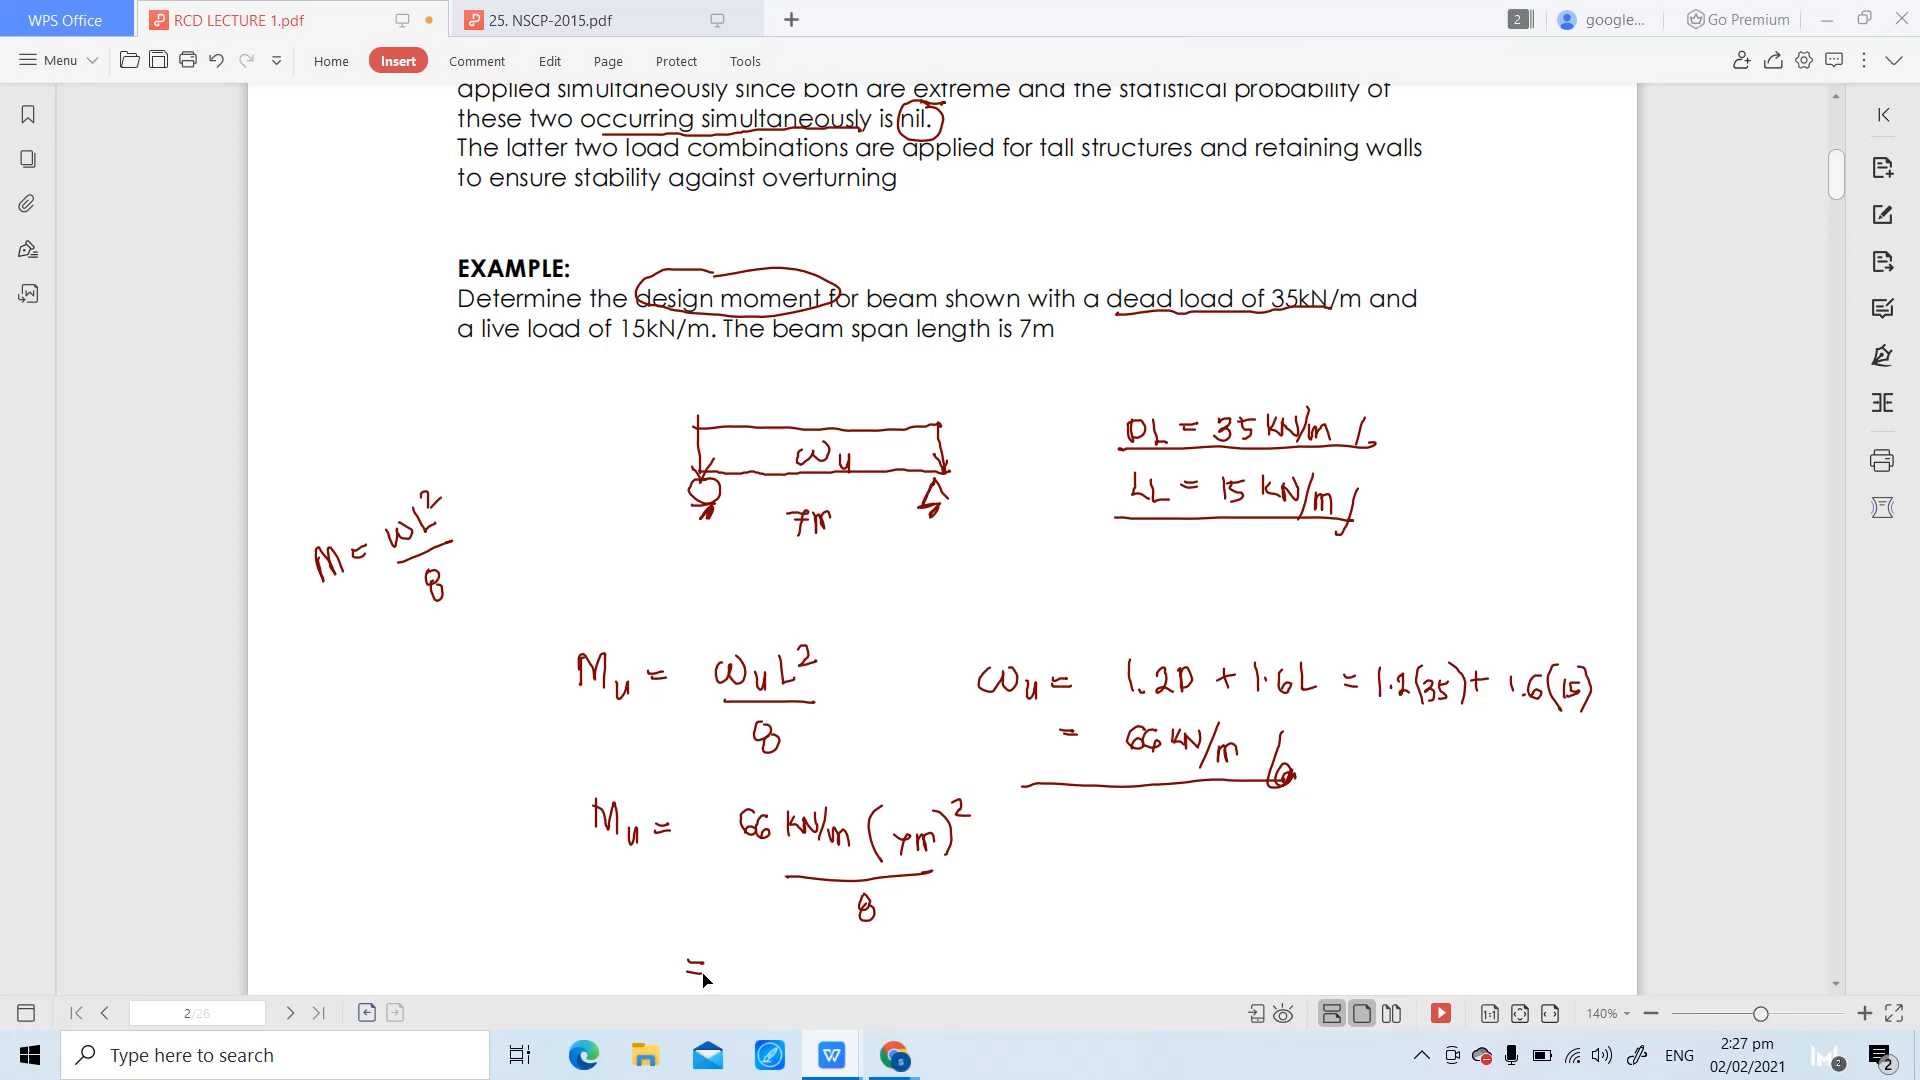 WPS Office
RCD LECTURE 1.pdf
25. NSCP-2015.pdf
2
google...
Go Premium
Menu
Home
Insert
Comment
Edit
Page
Protect
Tools
applied simultaneously since both are extreme and the statistical probability of
these two occurring simultaneously is nil.
The latter two load combinations are applied for tall structures and retaining walls
to ensure stability against overturning
EXAMPLE:
Determine the design moment for beam shown with a dead load of 35kN/m and
a live load of 15kN/m. The beam span length is 7m
ωu
7m
DL = 35 KN/m
LL = 15 KN/m
M = ωL²/8
Mu = ωuL²/8
ωu = 1.2D + 1.6L = 1.2(35) + 1.6(15)
= 66 KN/m
Mu = 66 KN/m (7m)²/8
=
2/26
1:1
140%
Type here to search
ENG
2:27 pm
02/02/2021
2
2